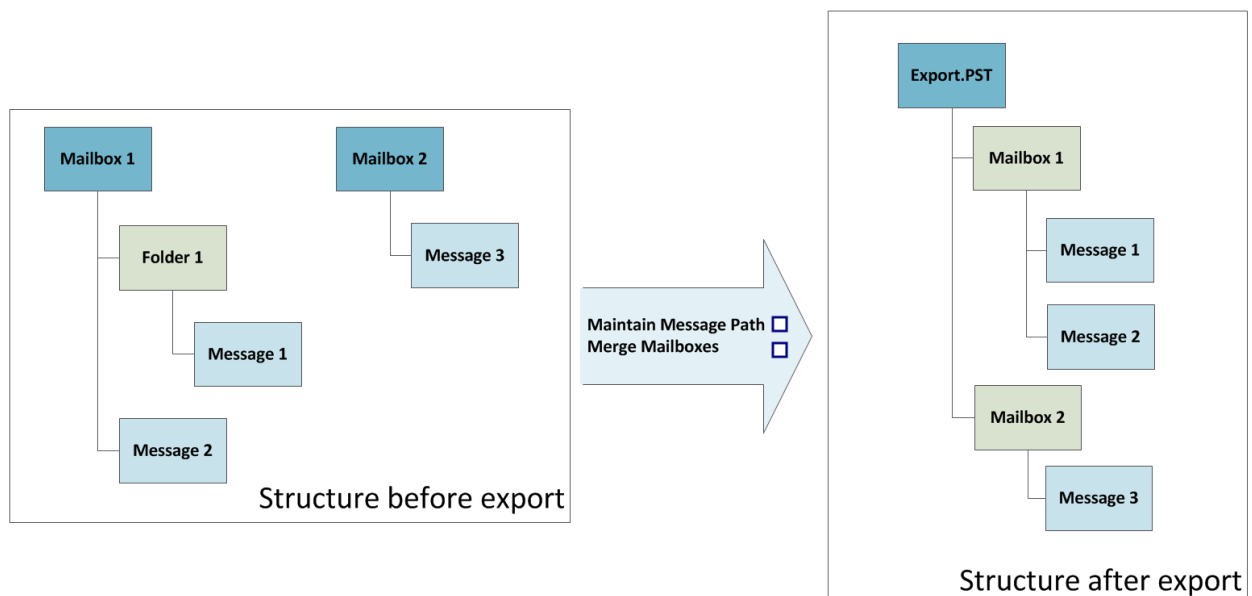 Mailbox 1
Mailbox 2
Folder 1
Message 3
Message 1
Message 2
Structure before export
Maintain Message Path
Merge Mailboxes
Export.PST
Mailbox 1
Message 1
Message 2
Mailbox 2
Message 3
Structure after export